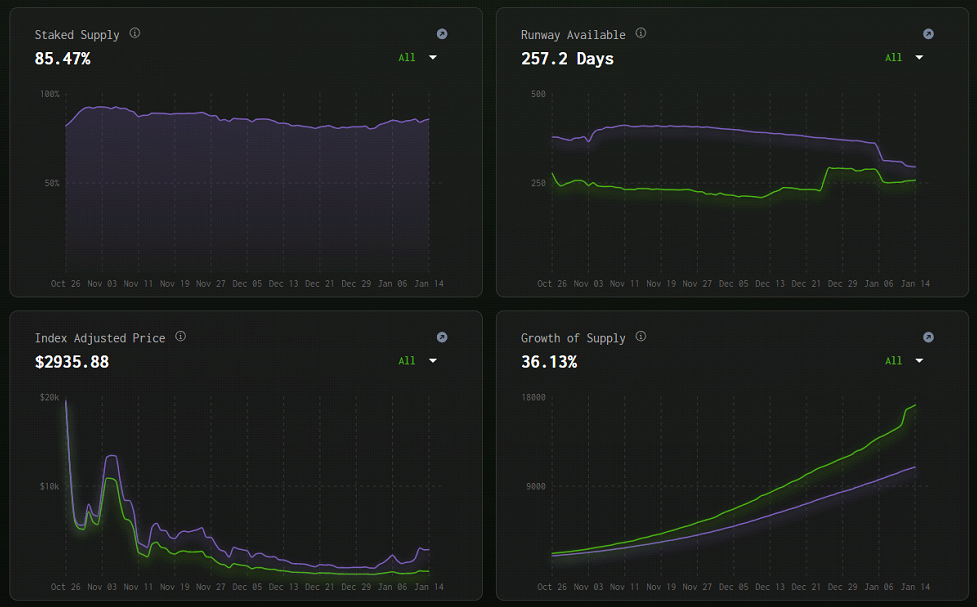 Staked Supply
85.47%
All
100%
50%
Oct 26 Nov 03 Nov 11 Nov 19 Nov 27 Dec 05 Dec 13 Dec 21 Dec 29 Jan 06 Jan 14
Runway Available
257.2 Days
All
500
250
Oct 26 Nov 03 Nov 11 Nov 19 Nov 27 Dec 05 Dec 13 Dec 21 Dec 29 Jan 06 Jan 14
Index Adjusted Price
$2935.88
All
$20k
$10k
Oct 26 Nov 03 Nov 11 Nov 19 Nov 27 Dec 05 Dec 13 Dec 21 Dec 29 Jan 06 Jan 14
Growth of Supply
36.13%
All
18000
9000
Oct 26 Nov 03 Nov 11 Nov 19 Nov 27 Dec 05 Dec 13 Dec 21 Dec 29 Jan 06 Jan 14